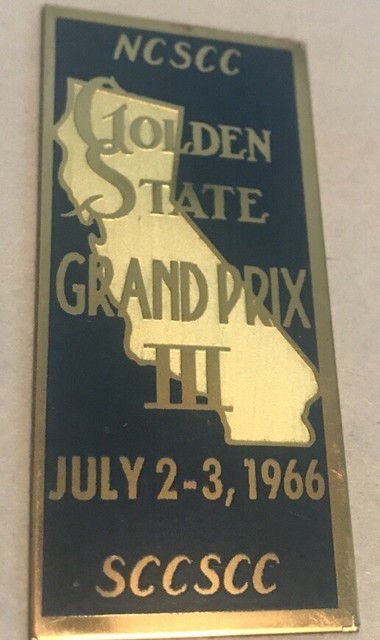 NCSCC
GOLDEN
STATE
GRAND PRIX
III
JULY 2-3, 1966
SCCSCC